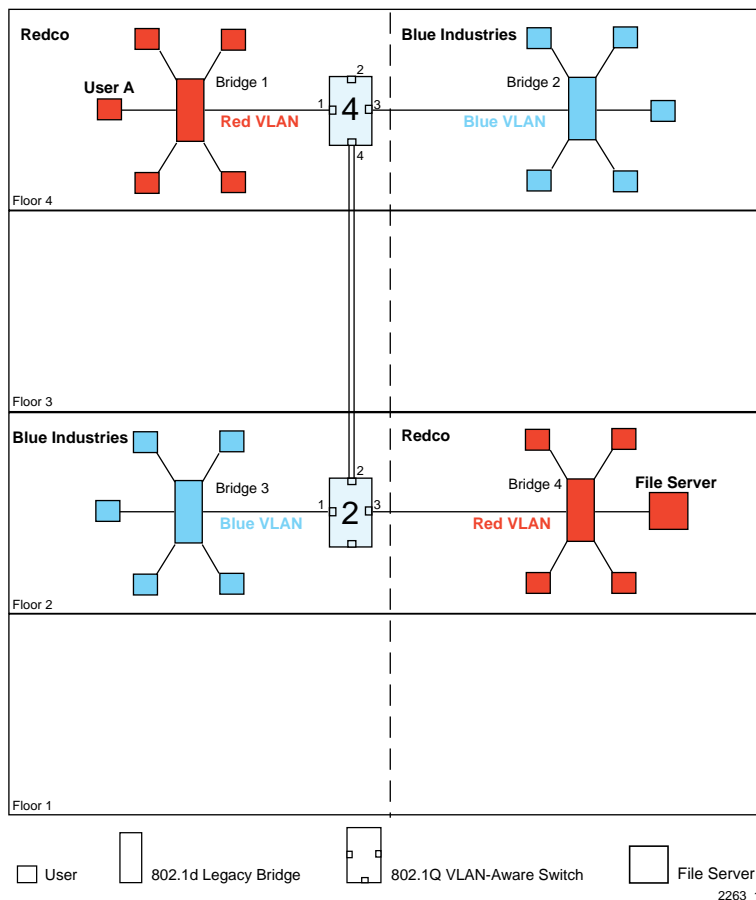 Redco
Blue Industries
Bridge 1
Bridge 2
User A
2
1
4
3
Red VLAN
Blue VLAN
4
Floor 4
Floor 3
Blue Industries
Redco
Bridge 3
Bridge 4
File Server
2
1
2
3
Blue VLAN
Red VLAN
Floor 2
Floor 1
User
802.1d Legacy Bridge
802.1Q VLAN-Aware Switch
File Server
2263